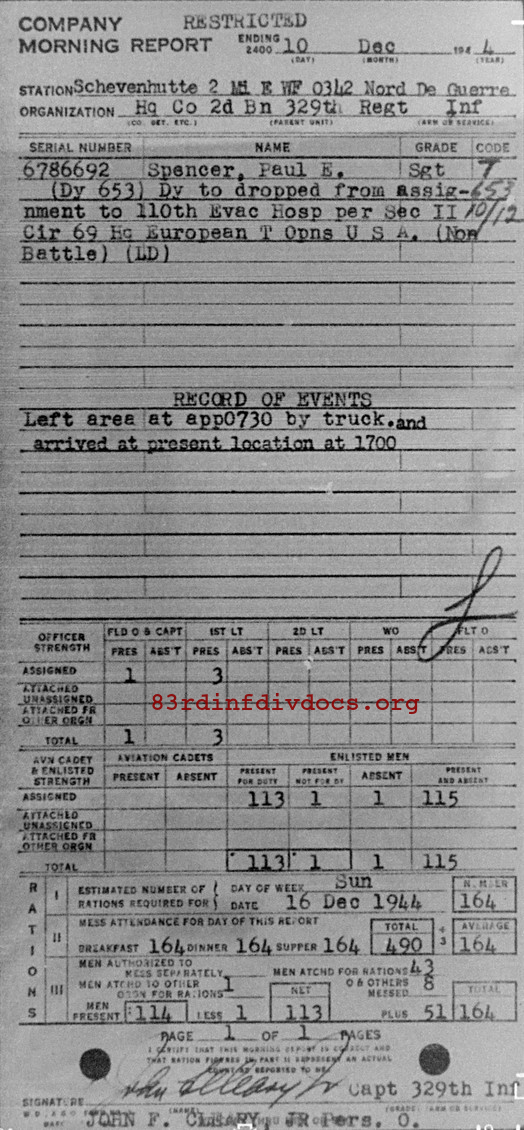 COMPANY RESTRICTED
MORNING REPORT ENDING 2400 10 Dec 194 4
(DAY) (MONTH) (YEAR)
STATION Schevenhutte 2 Mi E WF 0342 Nord De Guerre
ORGANIZATION Hq Co 2d Bn 329th Regt Inf
(CO. DET. ETC.) (PARENT UNIT) (ARM OR SERVICE)
SERIAL NUMBER NAME GRADE CODE
6786692 Spencer, Paul E. Sgt T
(Dy 653) Dy to dropped from assig- 653
nment to 110th Evac Hosp per Sec II 10/12
Cir 69 Hq European T Opns U S A. (Non
Battle) (LD)
RECORD OF EVENTS
Left area at app0730 by truck.and
arrived at present location at 1700
OFFICER STRENGTH FLD O & CAPT 1ST LT 2D LT WO FLT O
PRES ABS'T PRES ABS'T PRES ABS'T PRES ABS'T PRES ABS'T
ASSIGNED 1 3
ATTACHED UNASSIGNED
83rdinfdivdocs.org
ATTACHED FR OTHER ORGN
TOTAL 1 3
AVN CADET & ENLISTED STRENGTH AVIATION CADETS ENLISTED MEN
PRESENT ABSENT PRESENT FOR DUTY PRESENT NOT FOR DY ABSENT PRESENT AND ABSENT
ASSIGNED 113 1 1 115
ATTACHED UNASSIGNED
ATTACHED FR OTHER ORGN
TOTAL 113 1 1 115
RATIONS
I ESTIMATED NUMBER OF RATIONS REQUIRED FOR DAY OF WEEK Sun NUMBER
DATE 16 Dec 1944 164
II MESS ATTENDANCE FOR DAY OF THIS REPORT TOTAL AVERAGE
BREAKFAST 164 DINNER 164 SUPPER 164 490 ÷ 3 164
III MEN AUTHORIZED TO MESS SEPARATELY MEN ATCHD FOR RATIONS 43
MEN ATCHD TO OTHER ORGN FOR RATIONS 1 NET O & OTHERS MESSED 8 TOTAL
MEN PRESENT 114 LESS 1 113 PLUS 51 164
PAGE 1 OF 1 PAGES
I CERTIFY THAT THIS MORNING REPORT IS CORRECT AND
THAT RATION FIGURES IN PART II REPRESENT AN ACTUAL
COUNT AS REPORTED TO ME
SIGNATURE John F Cleary Jr Capt 329th Inf
(NAME) (GRADE) (ARM OR SERVICE)
JOHN F. CLEARY, JR Pers. O.